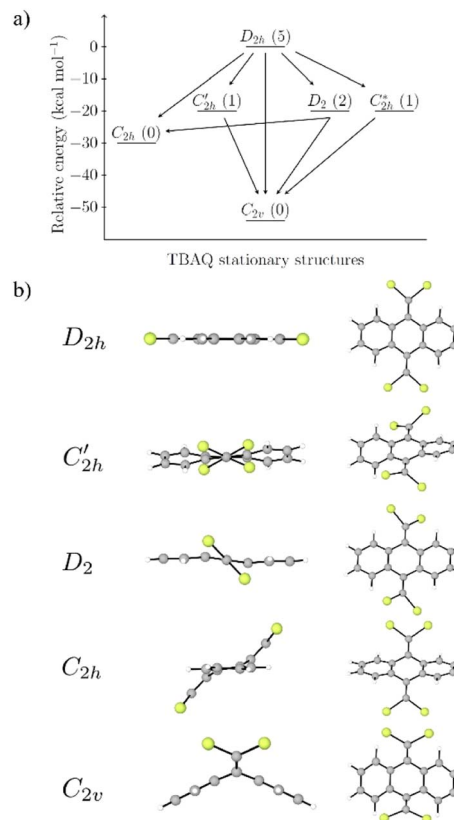 a)
Relative energy (kcal mol⁻¹)
0
−10
−20
−30
−40
−50
D₂ₕ (5)
C′₂ₕ (1)
D₂ (2)
C*₂ₕ (1)
C₂ₕ (0)
C₂ᵥ (0)
TBAQ stationary structures
b)
D₂ₕ
C′₂ₕ
D₂
C₂ₕ
C₂ᵥ